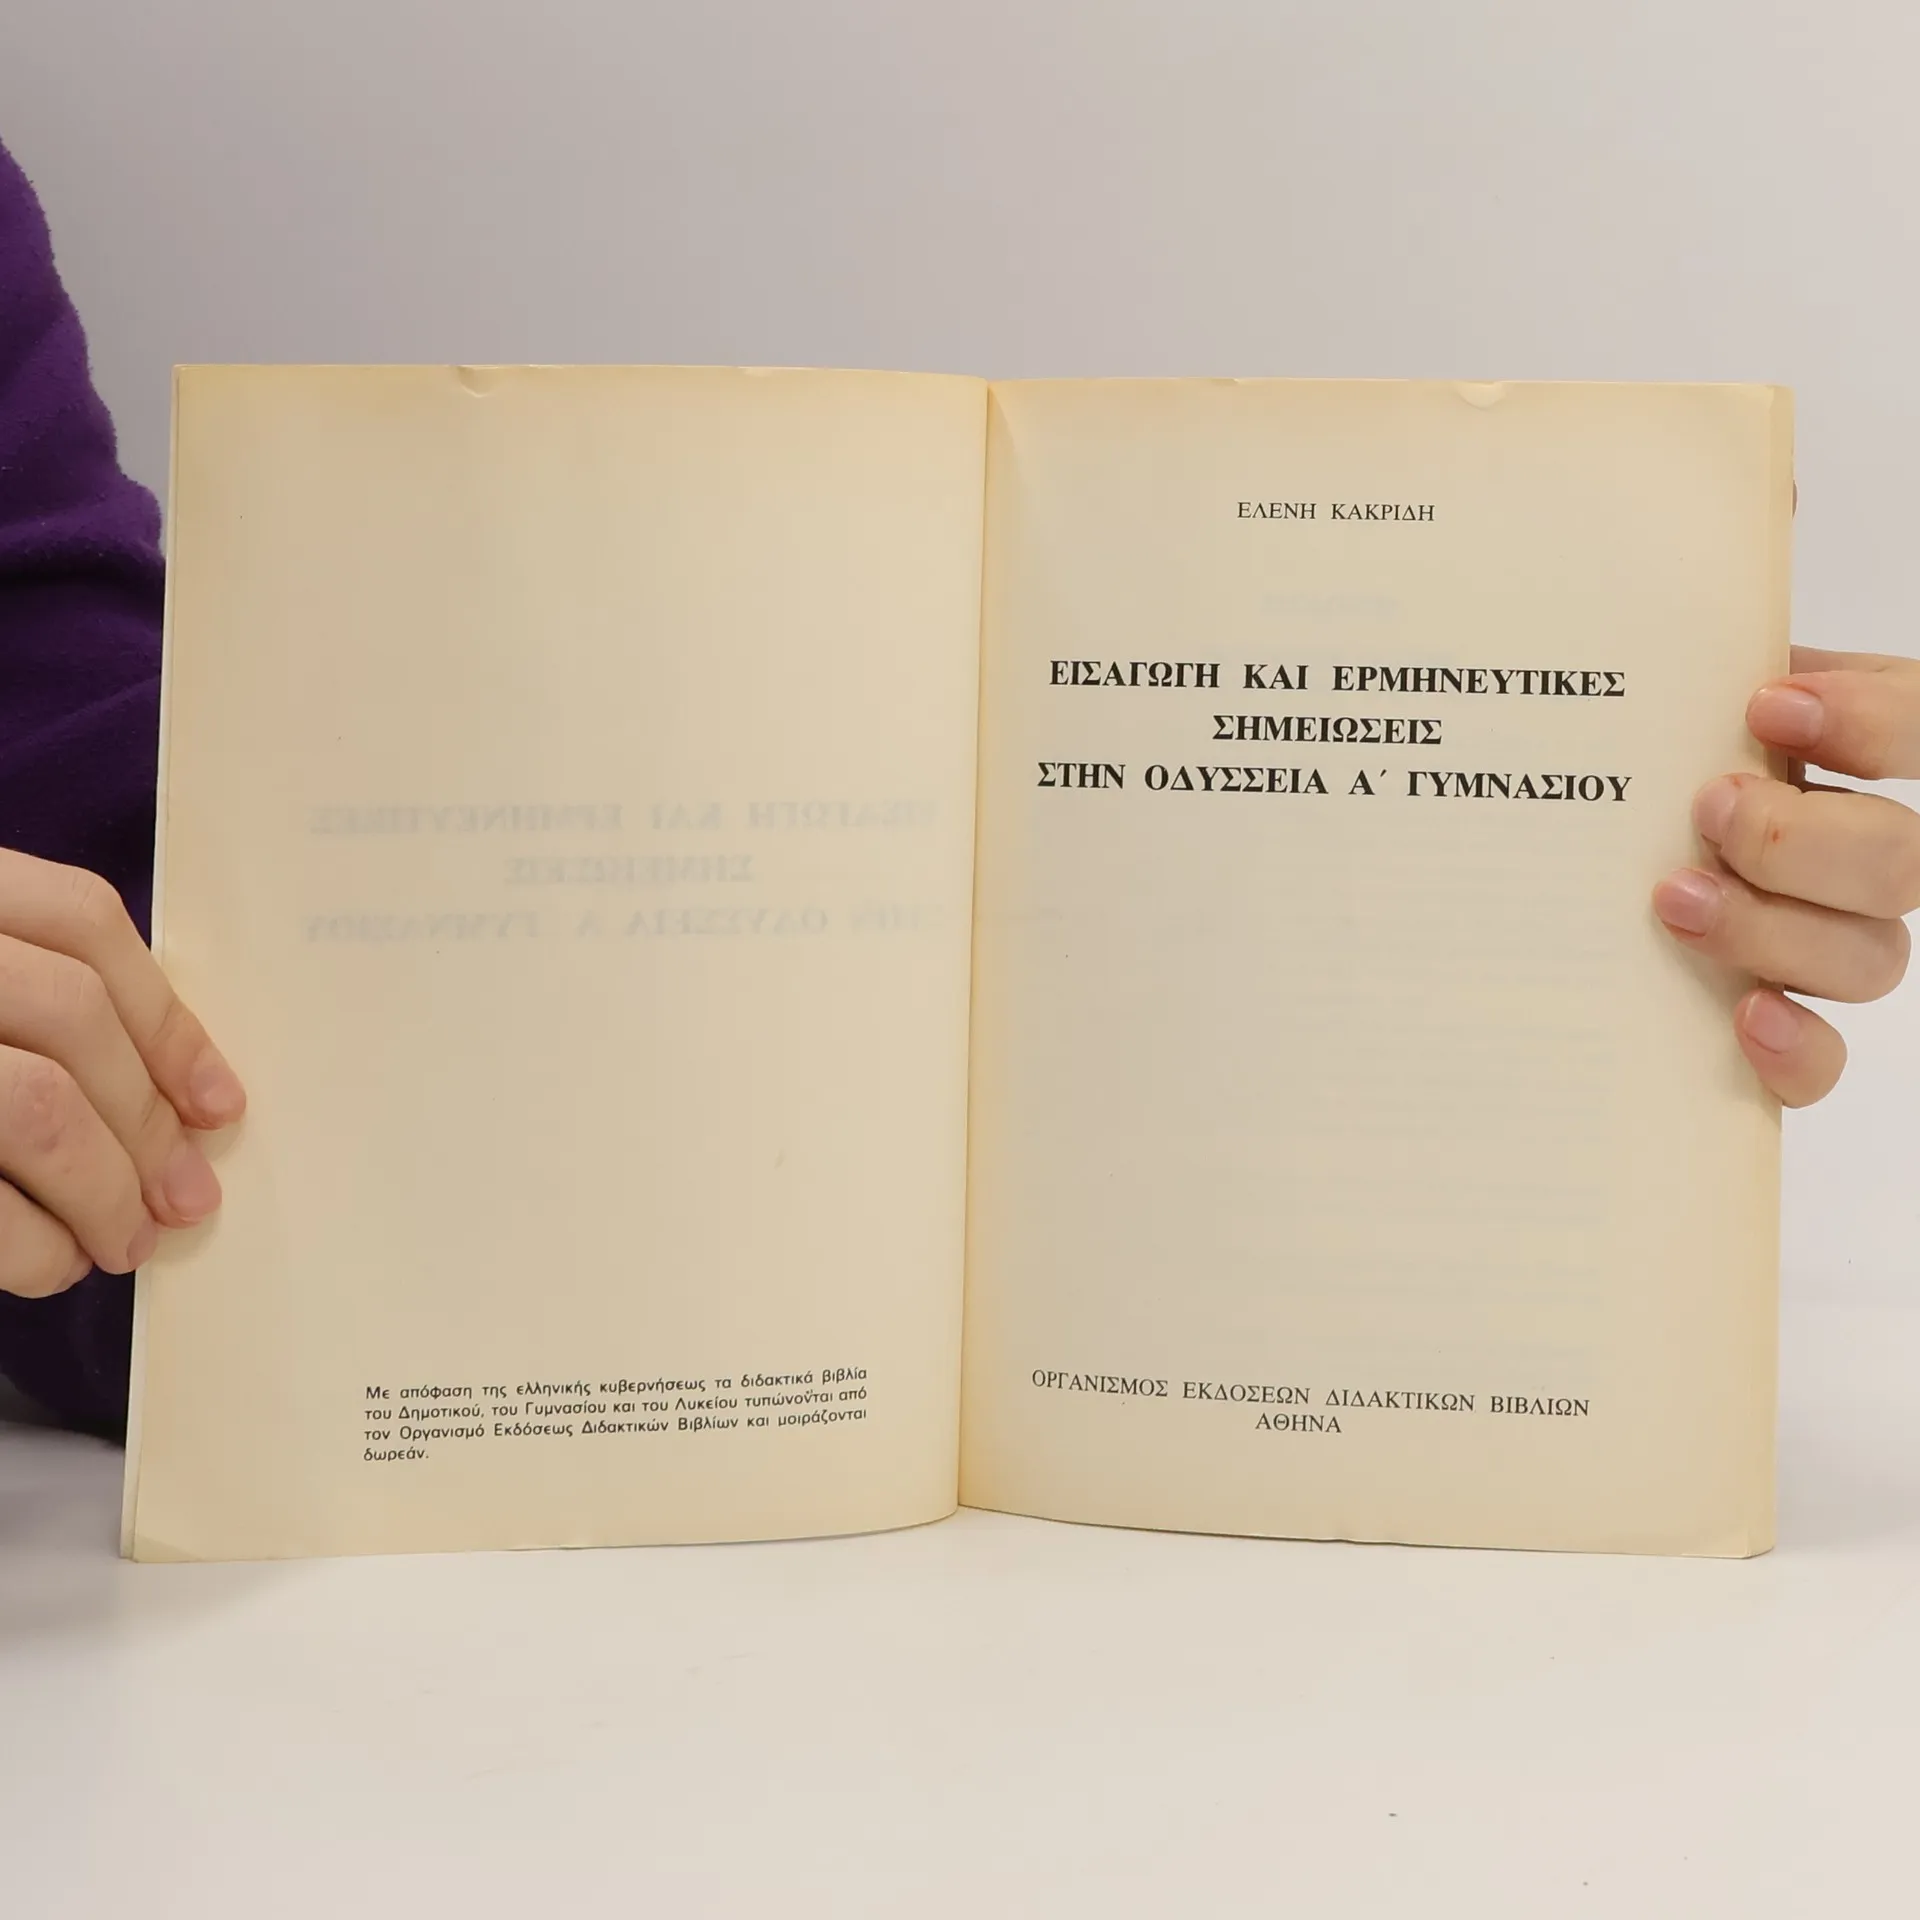 Με απόφαση της ελληνικής κυβερνήσεως τα διδακτικά βιβλία
του Δημοτικού, του Γυμνασίου και του Λυκείου τυπώνονται από
τον Οργανισμό Εκδόσεως Διδακτικών Βιβλίων και μοιράζονται
δωρεάν.
ΕΛΕΝΗ ΚΑΚΡΙΔΗ
ΕΙΣΑΓΩΓΗ ΚΑΙ ΕΡΜΗΝΕΥΤΙΚΕΣ
ΣΗΜΕΙΩΣΕΙΣ
ΣΤΗΝ ΟΔΥΣΣΕΙΑ Α΄ ΓΥΜΝΑΣΙΟΥ
ΟΡΓΑΝΙΣΜΟΣ ΕΚΔΟΣΕΩΝ ΔΙΔΑΚΤΙΚΩΝ ΒΙΒΛΙΩΝ
ΑΘΗΝΑ